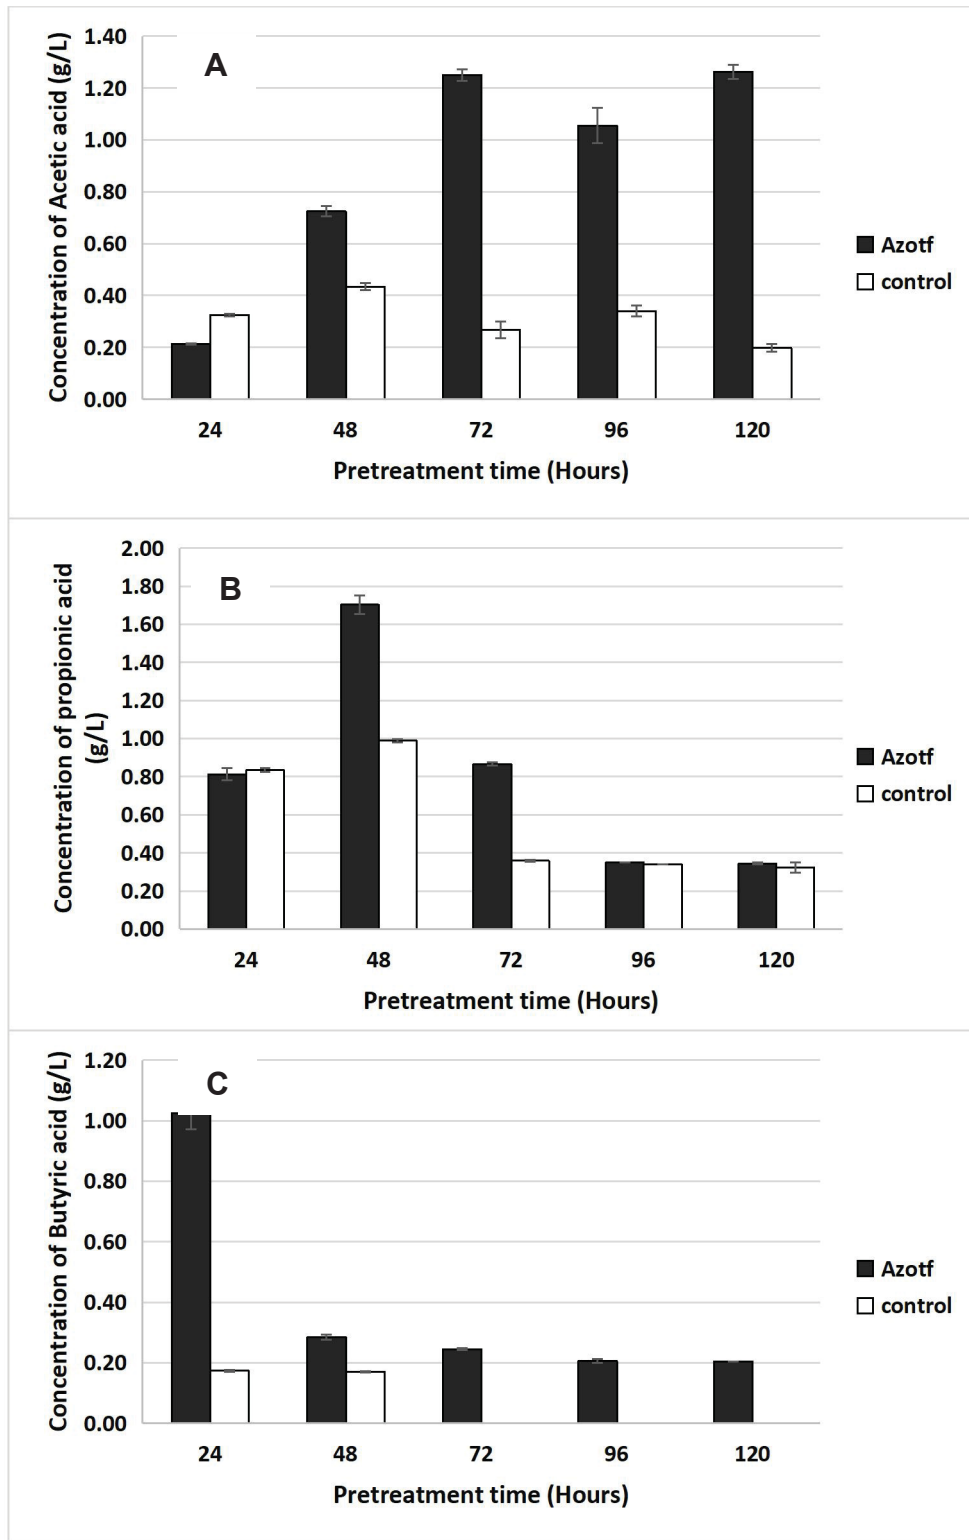 A
Concentration of Acetic acid (g/L)
1.40
1.20
1.00
0.80
0.60
0.40
0.20
0.00
24 48 72 96 120
Pretreatment time (Hours)
Azotf
control
B
Concentration of propionic acid
(g/L)
2.00
1.80
1.60
1.40
1.20
1.00
0.80
0.60
0.40
0.20
0.00
24 48 72 96 120
Pretreatment time (Hours)
Azotf
control
C
Concentration of Butyric acid (g/L)
1.20
1.00
0.80
0.60
0.40
0.20
0.00
24 48 72 96 120
Pretreatment time (Hours)
Azotf
control